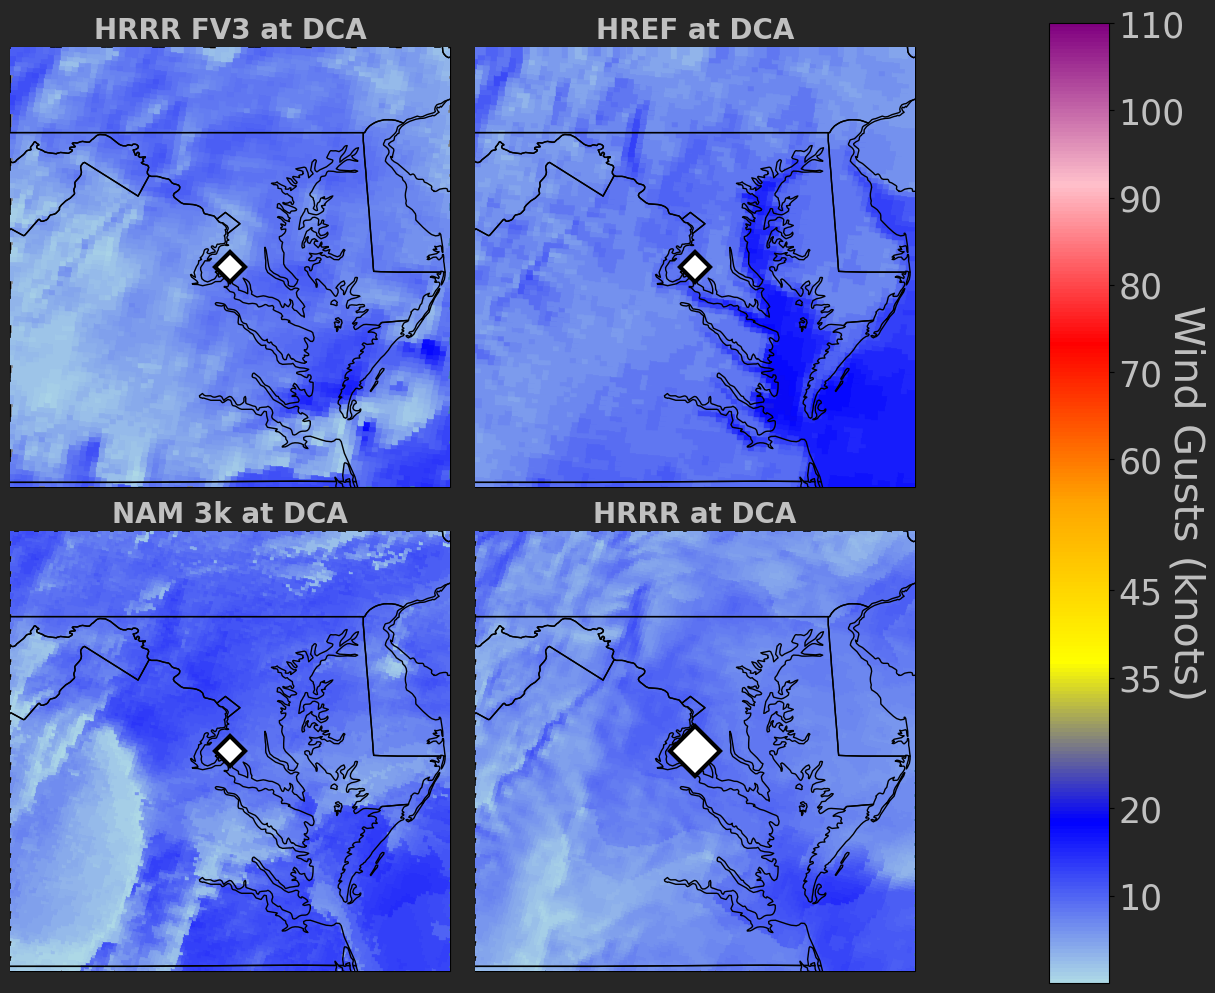 HRRR FV3 at DCA
HREF at DCA
NAM 3k at DCA
HRRR at DCA
110
100
90
80
70
60
45
35
20
10
Wind Gusts (knots)